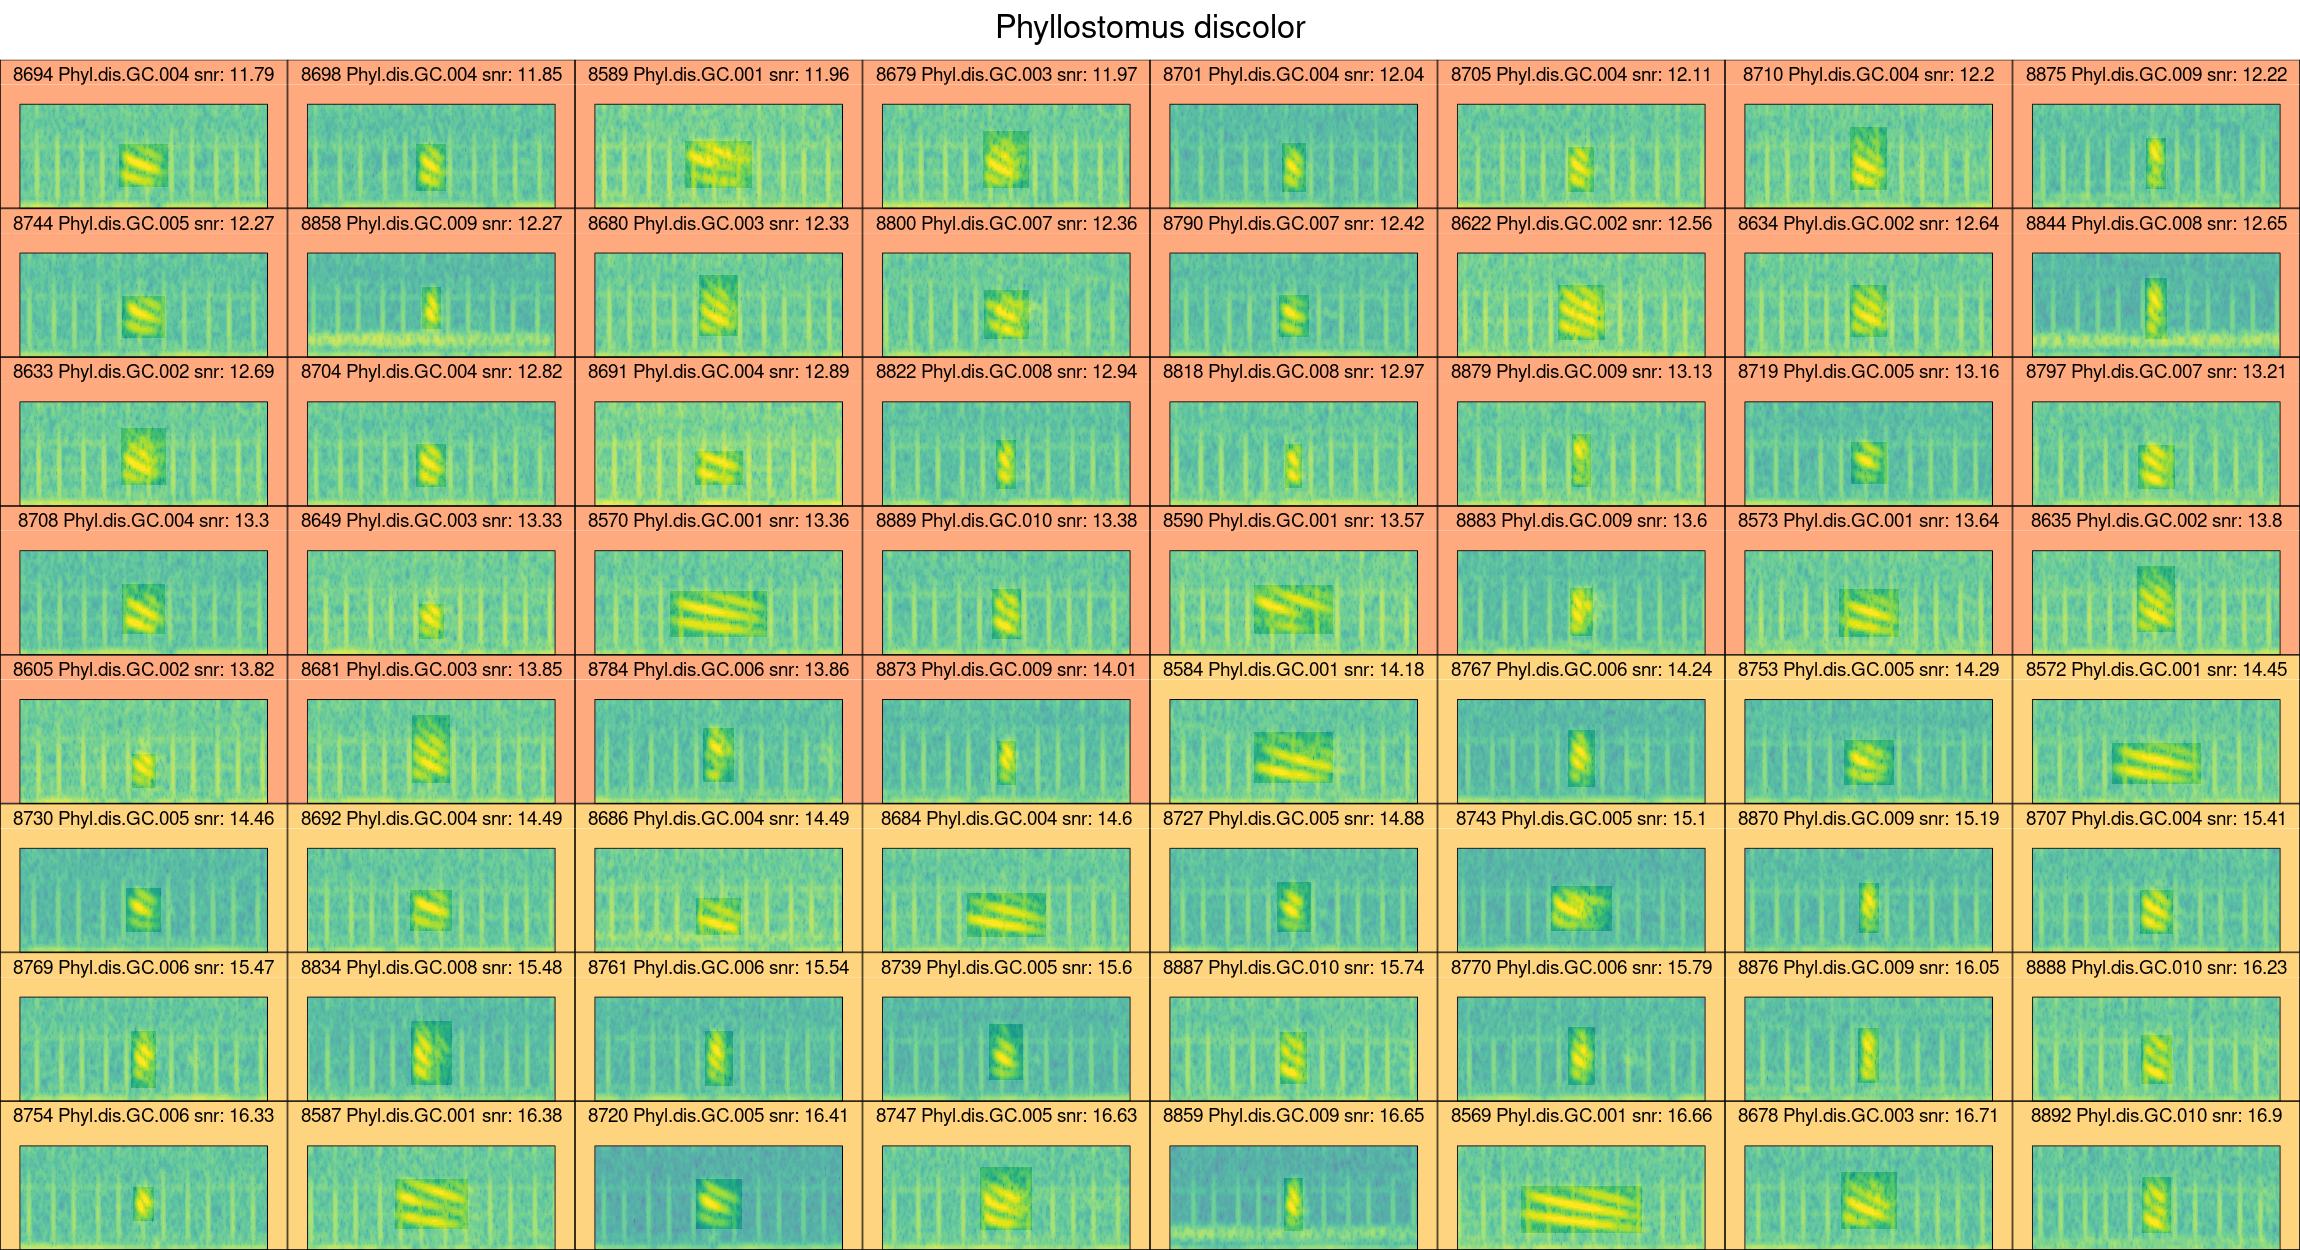 Phyllostomus discolor
8694 Phyl.dis.GC.004 snr: 11.79 8698 Phyl.dis.GC.004 snr: 11.85 8589 Phyl.dis.GC.001 snr: 11.96 8679 Phyl.dis.GC.003 snr: 11.97 8701 Phyl.dis.GC.004 snr: 12.04 8705 Phyl.dis.GC.004 snr: 12.11 8710 Phyl.dis.GC.004 snr: 12.2 8875 Phyl.dis.GC.009 snr: 12.22
8744 Phyl.dis.GC.005 snr: 12.27 8858 Phyl.dis.GC.009 snr: 12.27 8680 Phyl.dis.GC.003 snr: 12.33 8800 Phyl.dis.GC.007 snr: 12.36 8790 Phyl.dis.GC.007 snr: 12.42 8622 Phyl.dis.GC.002 snr: 12.56 8634 Phyl.dis.GC.002 snr: 12.64 8844 Phyl.dis.GC.008 snr: 12.65
8633 Phyl.dis.GC.002 snr: 12.69 8704 Phyl.dis.GC.004 snr: 12.82 8691 Phyl.dis.GC.004 snr: 12.89 8822 Phyl.dis.GC.008 snr: 12.94 8818 Phyl.dis.GC.008 snr: 12.97 8879 Phyl.dis.GC.009 snr: 13.13 8719 Phyl.dis.GC.005 snr: 13.16 8797 Phyl.dis.GC.007 snr: 13.21
8708 Phyl.dis.GC.004 snr: 13.3 8649 Phyl.dis.GC.003 snr: 13.33 8570 Phyl.dis.GC.001 snr: 13.36 8889 Phyl.dis.GC.010 snr: 13.38 8590 Phyl.dis.GC.001 snr: 13.57 8883 Phyl.dis.GC.009 snr: 13.6 8573 Phyl.dis.GC.001 snr: 13.64 8635 Phyl.dis.GC.002 snr: 13.8
8605 Phyl.dis.GC.002 snr: 13.82 8681 Phyl.dis.GC.003 snr: 13.85 8784 Phyl.dis.GC.006 snr: 13.86 8873 Phyl.dis.GC.009 snr: 14.01 8584 Phyl.dis.GC.001 snr: 14.18 8767 Phyl.dis.GC.006 snr: 14.24 8753 Phyl.dis.GC.005 snr: 14.29 8572 Phyl.dis.GC.001 snr: 14.45
8730 Phyl.dis.GC.005 snr: 14.46 8692 Phyl.dis.GC.004 snr: 14.49 8686 Phyl.dis.GC.004 snr: 14.49 8684 Phyl.dis.GC.004 snr: 14.6 8727 Phyl.dis.GC.005 snr: 14.88 8743 Phyl.dis.GC.005 snr: 15.1 8870 Phyl.dis.GC.009 snr: 15.19 8707 Phyl.dis.GC.004 snr: 15.41
8769 Phyl.dis.GC.006 snr: 15.47 8834 Phyl.dis.GC.008 snr: 15.48 8761 Phyl.dis.GC.006 snr: 15.54 8739 Phyl.dis.GC.005 snr: 15.6 8887 Phyl.dis.GC.010 snr: 15.74 8770 Phyl.dis.GC.006 snr: 15.79 8876 Phyl.dis.GC.009 snr: 16.05 8888 Phyl.dis.GC.010 snr: 16.23
8754 Phyl.dis.GC.006 snr: 16.33 8587 Phyl.dis.GC.001 snr: 16.38 8720 Phyl.dis.GC.005 snr: 16.41 8747 Phyl.dis.GC.005 snr: 16.63 8859 Phyl.dis.GC.009 snr: 16.65 8569 Phyl.dis.GC.001 snr: 16.66 8678 Phyl.dis.GC.003 snr: 16.71 8892 Phyl.dis.GC.010 snr: 16.9